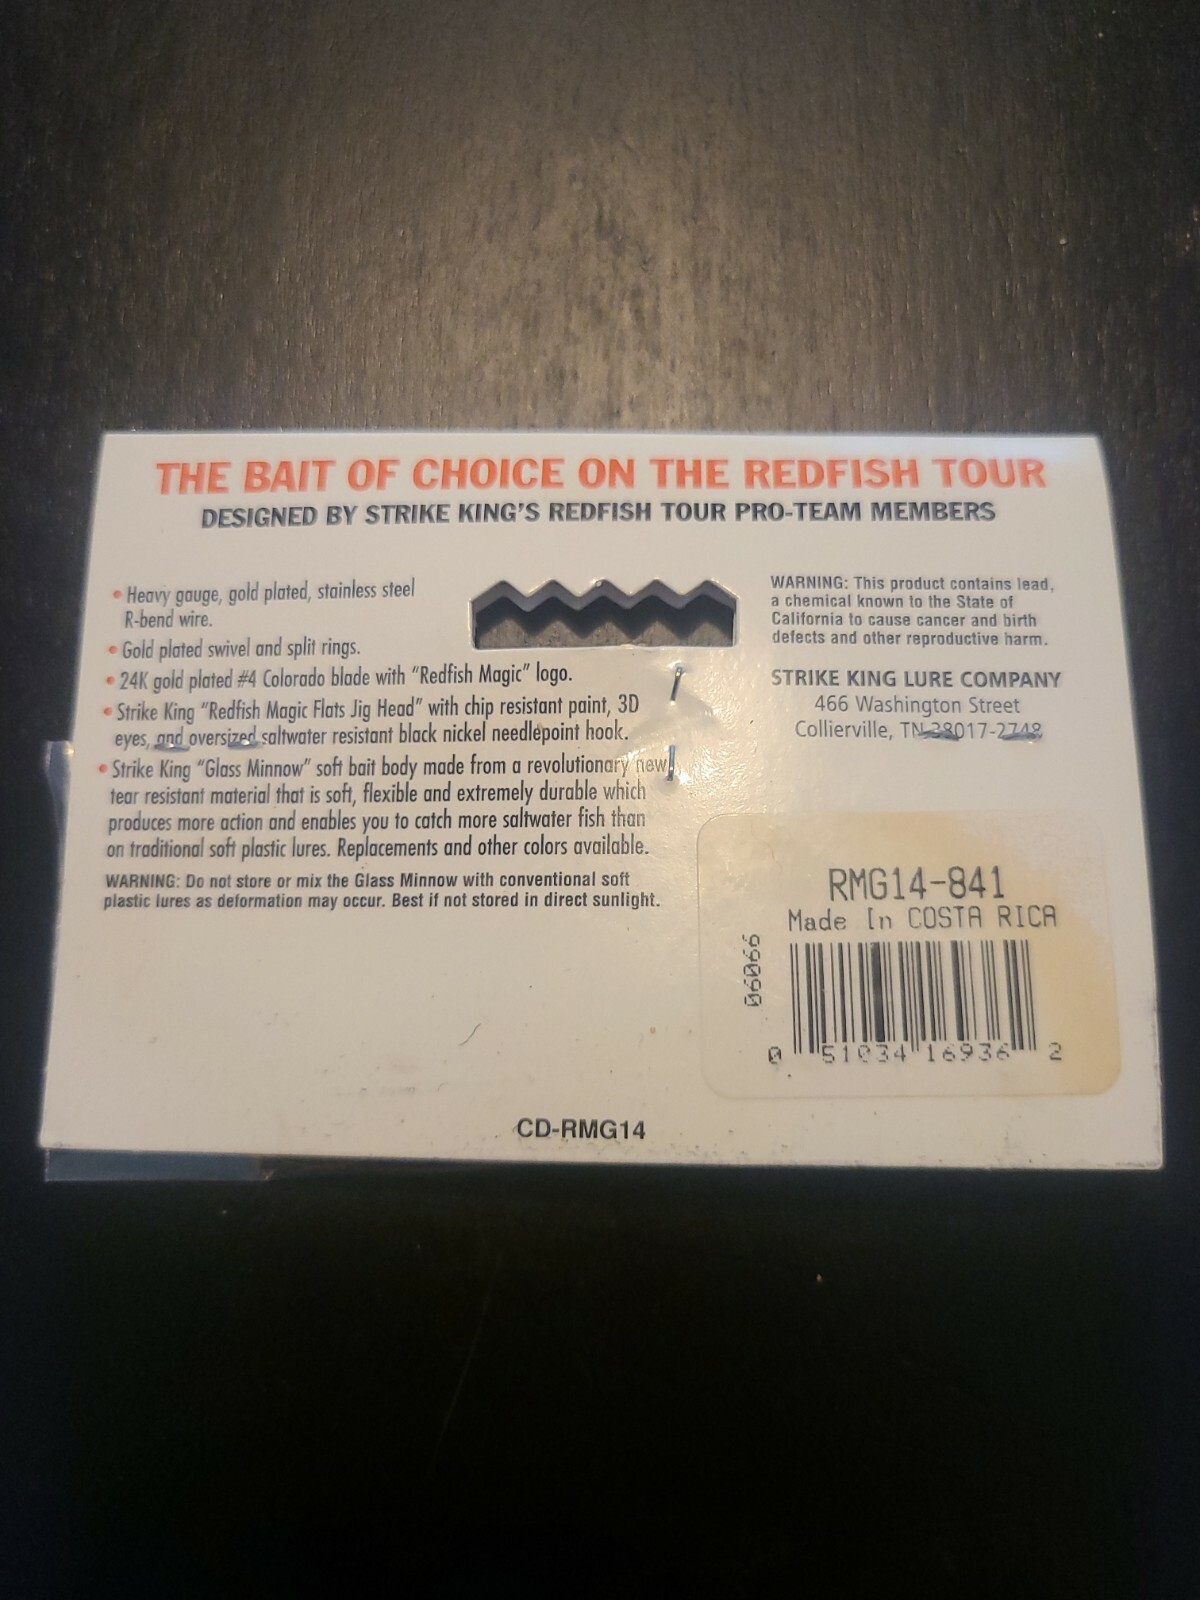 THE BAIT OF CHOICE ON THE REDFISH TOUR
DESIGNED BY STRIKE KING'S REDFISH TOUR PRO-TEAM MEMBERS
• Heavy gauge, gold plated, stainless steel
R-bend wire.
• Gold plated swivel and split rings.
• 24K gold plated #4 Colorado blade with "Redfish Magic" logo.
• Strike King "Redfish Magic Flats Jig Head" with chip resistant paint, 3D
eyes, and oversized saltwater resistant black nickel needlepoint hook.
• Strike King "Glass Minnow" soft bait body made from a revolutionary new
tear resistant material that is soft, flexible and extremely durable which
produces more action and enables you to catch more saltwater fish than
on traditional soft plastic lures. Replacements and other colors available.
WARNING: Do not store or mix the Glass Minnow with conventional soft
plastic lures as deformation may occur. Best if not stored in direct sunlight.
WARNING: This product contains lead,
a chemical known to the State of
California to cause cancer and birth
defects and other reproductive harm.
STRIKE KING LURE COMPANY
466 Washington Street
Collierville, TN 38017-2748
RMG14-841
Made In COSTA RICA
06066
0 51034 16936 2
CD-RMG14